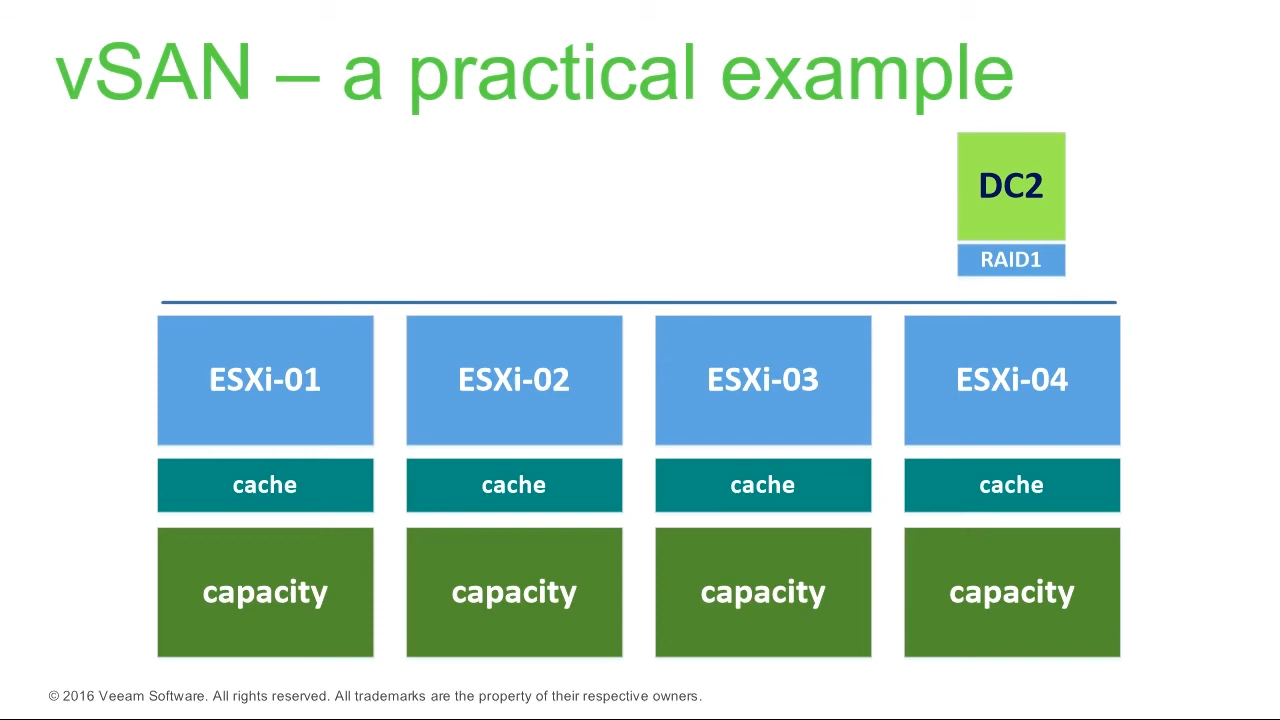 vSAN – a practical example
DC2
RAID1
ESXi-01
ESXi-02
ESXi-03
ESXi-04
cache
cache
cache
cache
capacity
capacity
capacity
capacity
© 2016 Veeam Software. All rights reserved. All trademarks are the property of their respective owners.